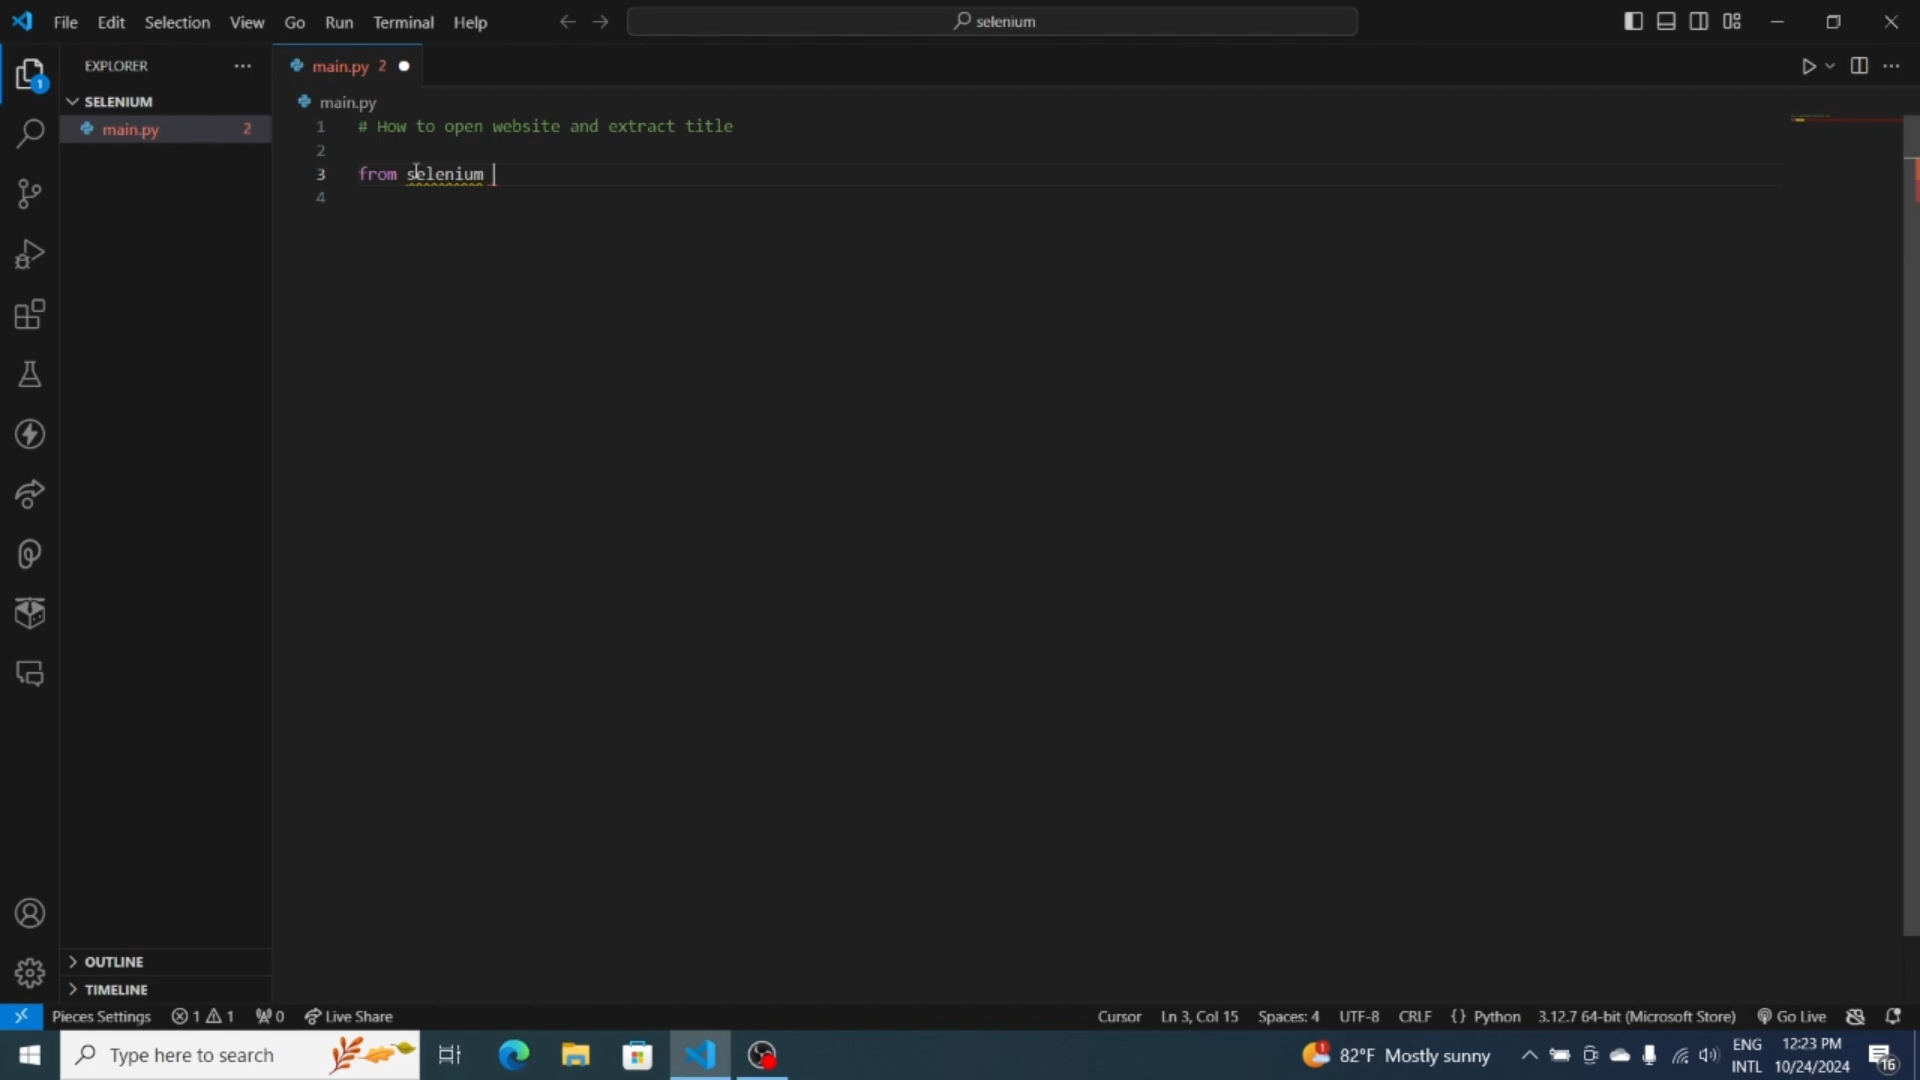 File Edit Selection View Go Run Terminal Help
selenium
EXPLORER
main.py 2
SELENIUM
main.py
main.py 2
1 # How to open website and extract title
2
3 from selenium
4
1
OUTLINE
TIMELINE
Pieces Settings 1 1 0 Live Share
Cursor Ln 3, Col 15 Spaces: 4 UTF-8 CRLF {} Python 3.12.7 64-bit (Microsoft Store) Go Live
Type here to search
1 82°F Mostly sunny
ENG
INTL
12:23 PM
10/24/2024
16